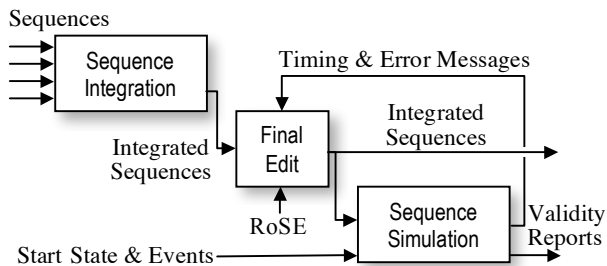 Sequences
Sequence
Integration
Timing & Error Messages
Integrated
Sequences
Final
Edit
Integrated
Sequences
RoSE
Sequence
Simulation
Validity
Reports
Start State & Events